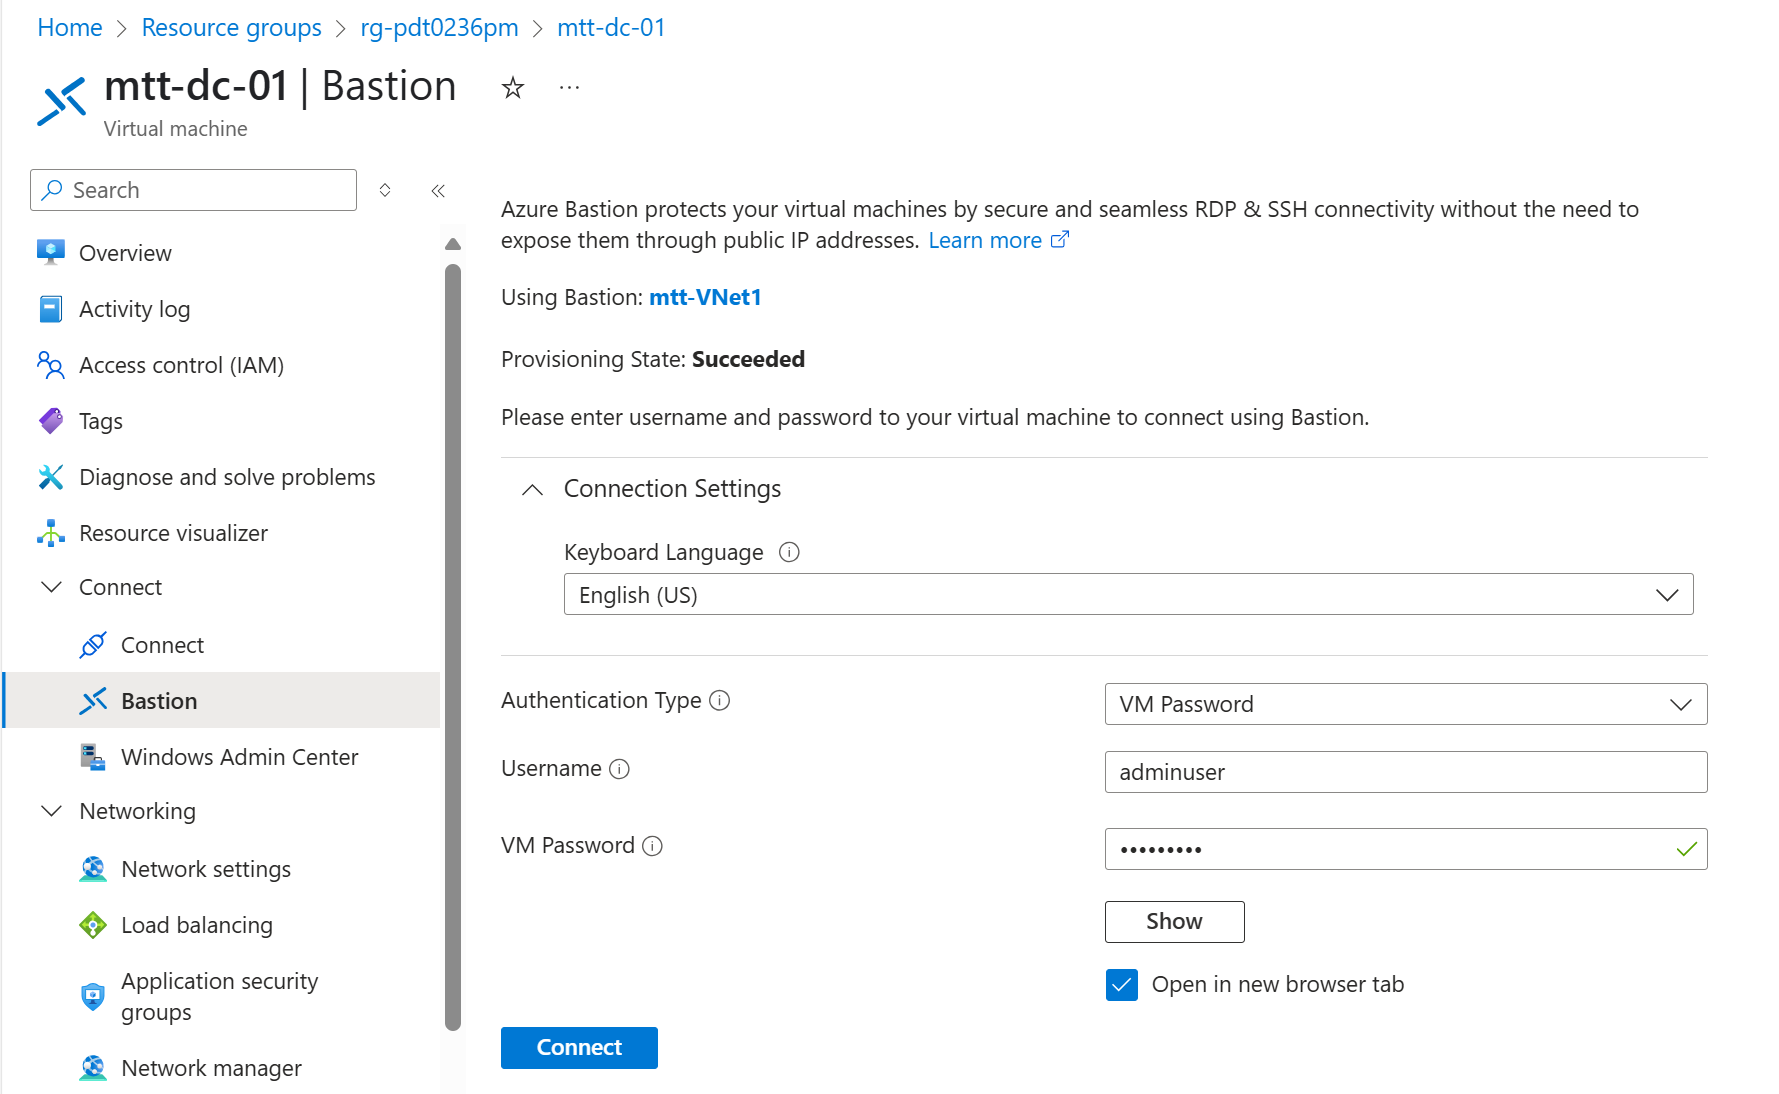 Home > Resource groups > rg-pdt0236pm > mtt-dc-01
mtt-dc-01 | Bastion
Virtual machine
Search
Overview
Activity log
Access control (IAM)
Tags
Diagnose and solve problems
Resource visualizer
Connect
Connect
Bastion
Windows Admin Center
Networking
Network settings
Load balancing
Application security
groups
Network manager
Azure Bastion protects your virtual machines by secure and seamless RDP & SSH connectivity without the need to
expose them through public IP addresses. Learn more
Using Bastion: mtt-VNet1
Provisioning State: Succeeded
Please enter username and password to your virtual machine to connect using Bastion.
Connection Settings
Keyboard Language
English (US)
Authentication Type
VM Password
Username
adminuser
VM Password
•••••••••
Show
Open in new browser tab
Connect